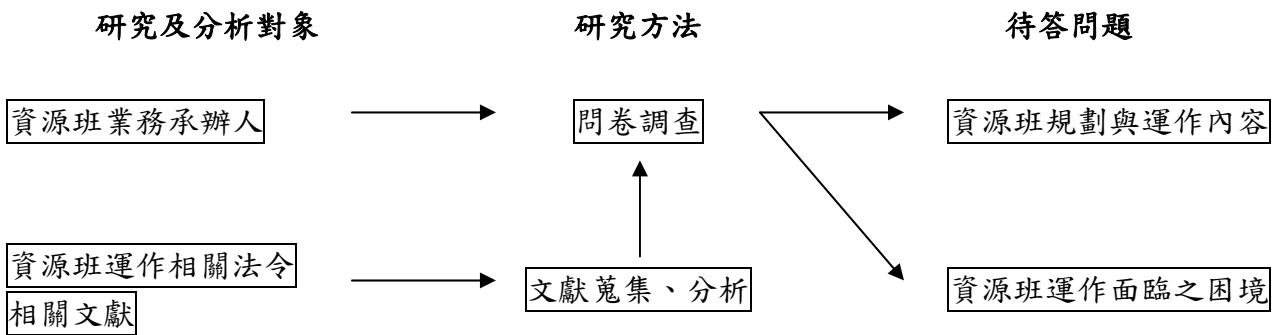 研究及分析對象 研究方法 待答問題
資源班業務承辦人 問卷調查 資源班規劃與運作內容
資源班運作相關法令
相關文獻
文獻蒐集、分析 資源班運作面臨之困境